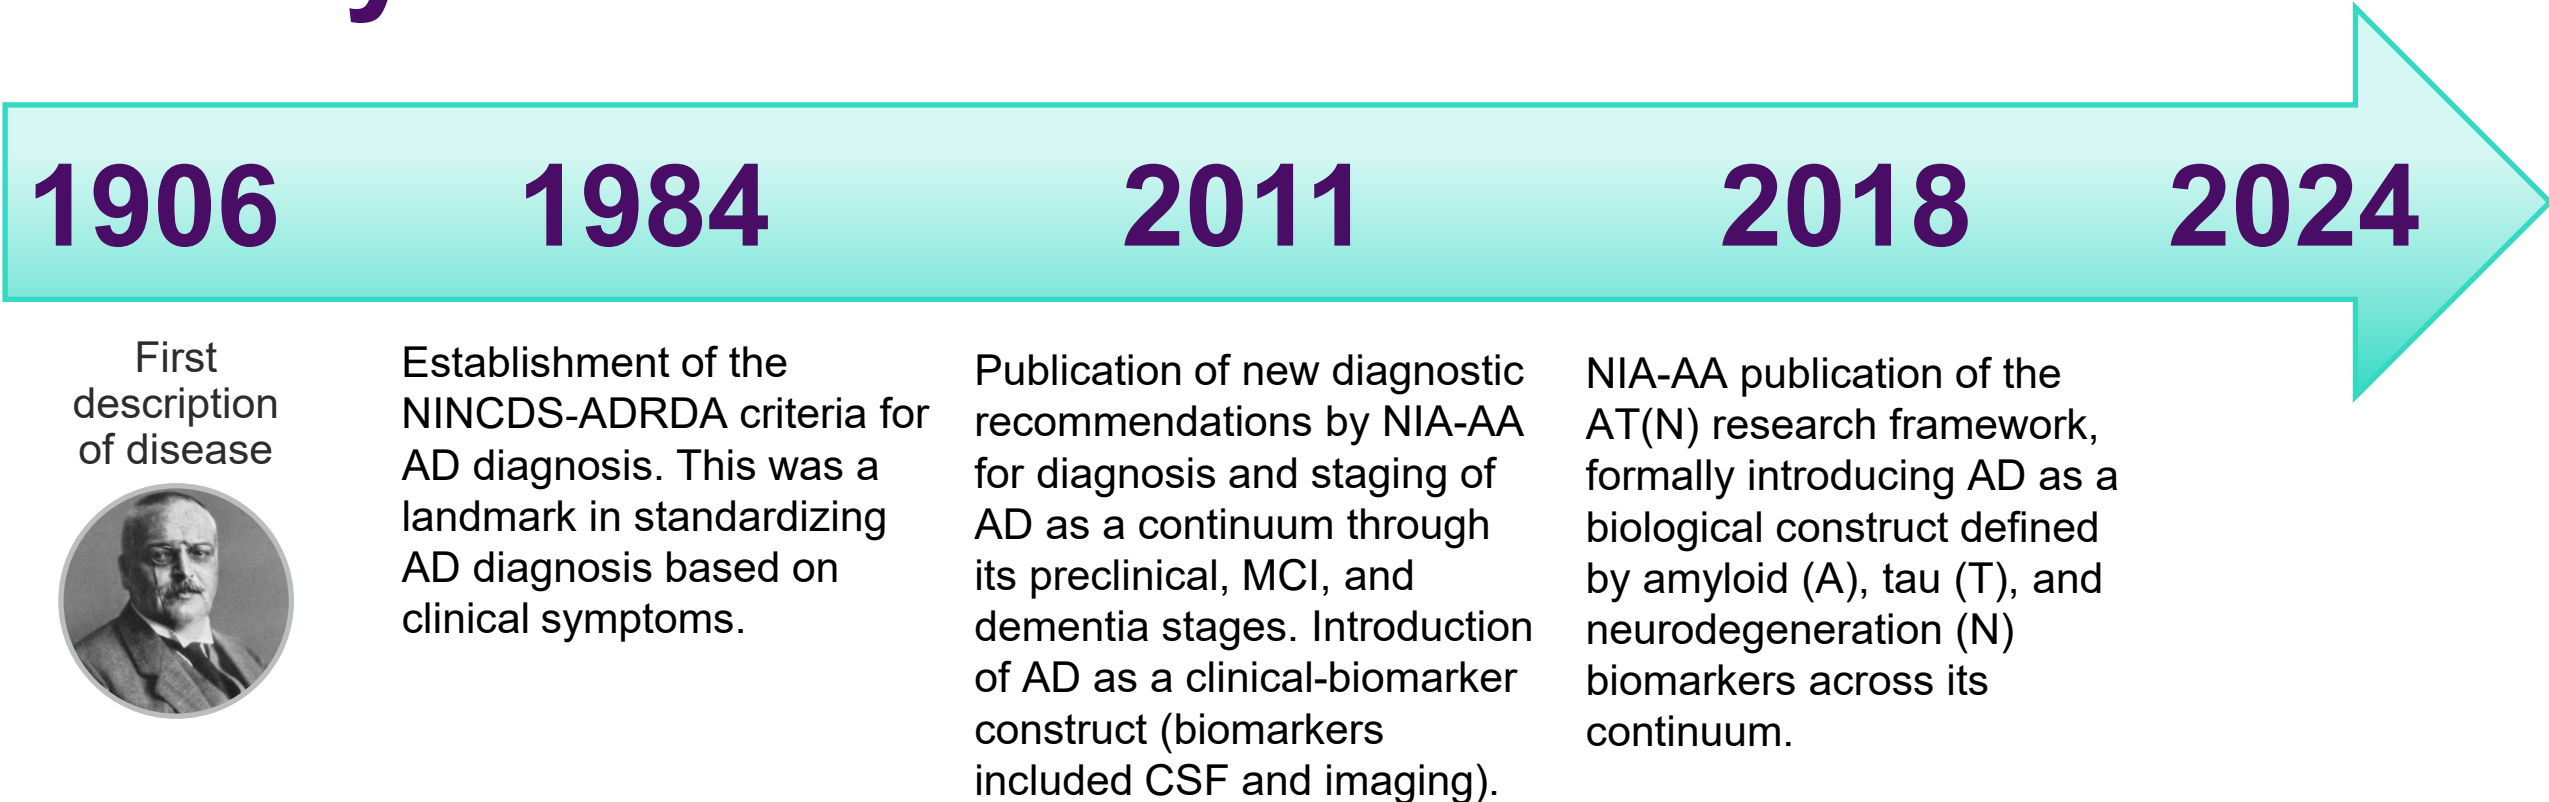 1906 1984 2011 2018 2024
First
description
of disease
Establishment of the
NINCDS-ADRDA criteria for
AD diagnosis. This was a
landmark in standardizing
AD diagnosis based on
clinical symptoms.
Publication of new diagnostic
recommendations by NIA-AA
for diagnosis and staging of
AD as a continuum through
its preclinical, MCI, and
dementia stages. Introduction
of AD as a clinical-biomarker
construct (biomarkers
included CSF and imaging).
NIA-AA publication of the
AT(N) research framework,
formally introducing AD as a
biological construct defined
by amyloid (A), tau (T), and
neurodegeneration (N)
biomarkers across its
continuum.